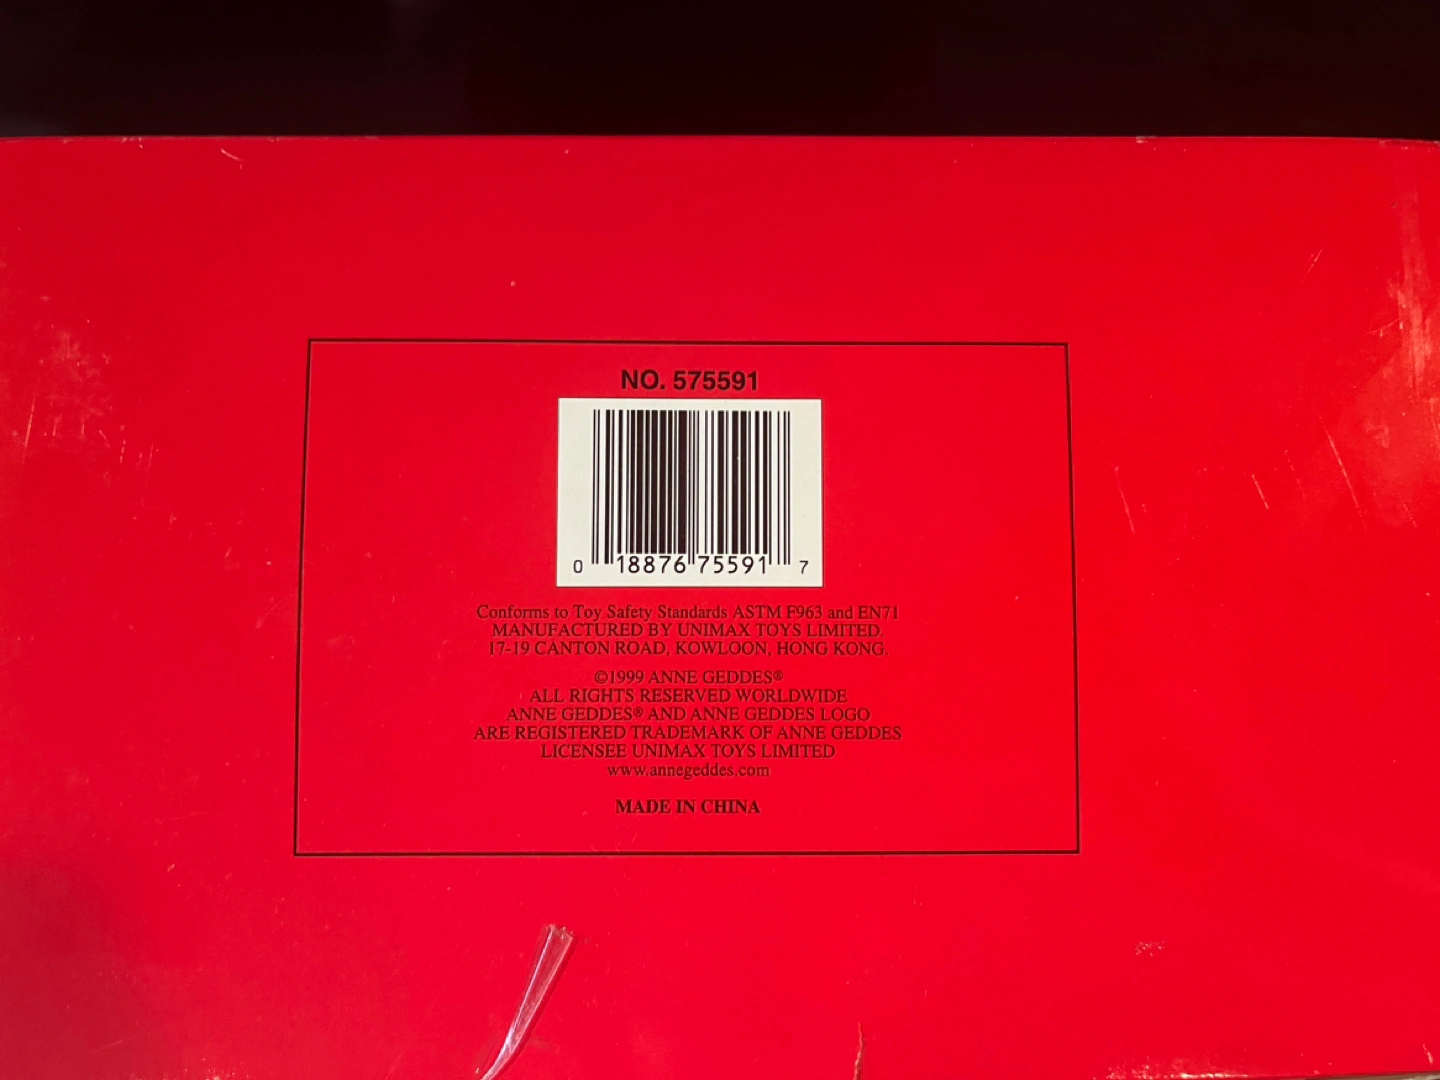 NO. 575591
0 18876 75591 7
Conforms to Toy Safety Standards ASTM F963 and EN71
MANUFACTURED BY UNIMAX TOYS LIMITED.
17-19 CANTON ROAD, KOWLOON, HONG KONG.
©1999 ANNE GEDDES®
ALL RIGHTS RESERVED WORLDWIDE
ANNE GEDDES® AND ANNE GEDDES LOGO
ARE REGISTERED TRADEMARK OF ANNE GEDDES
LICENSEE UNIMAX TOYS LIMITED
www.annegeddes.com
MADE IN CHINA